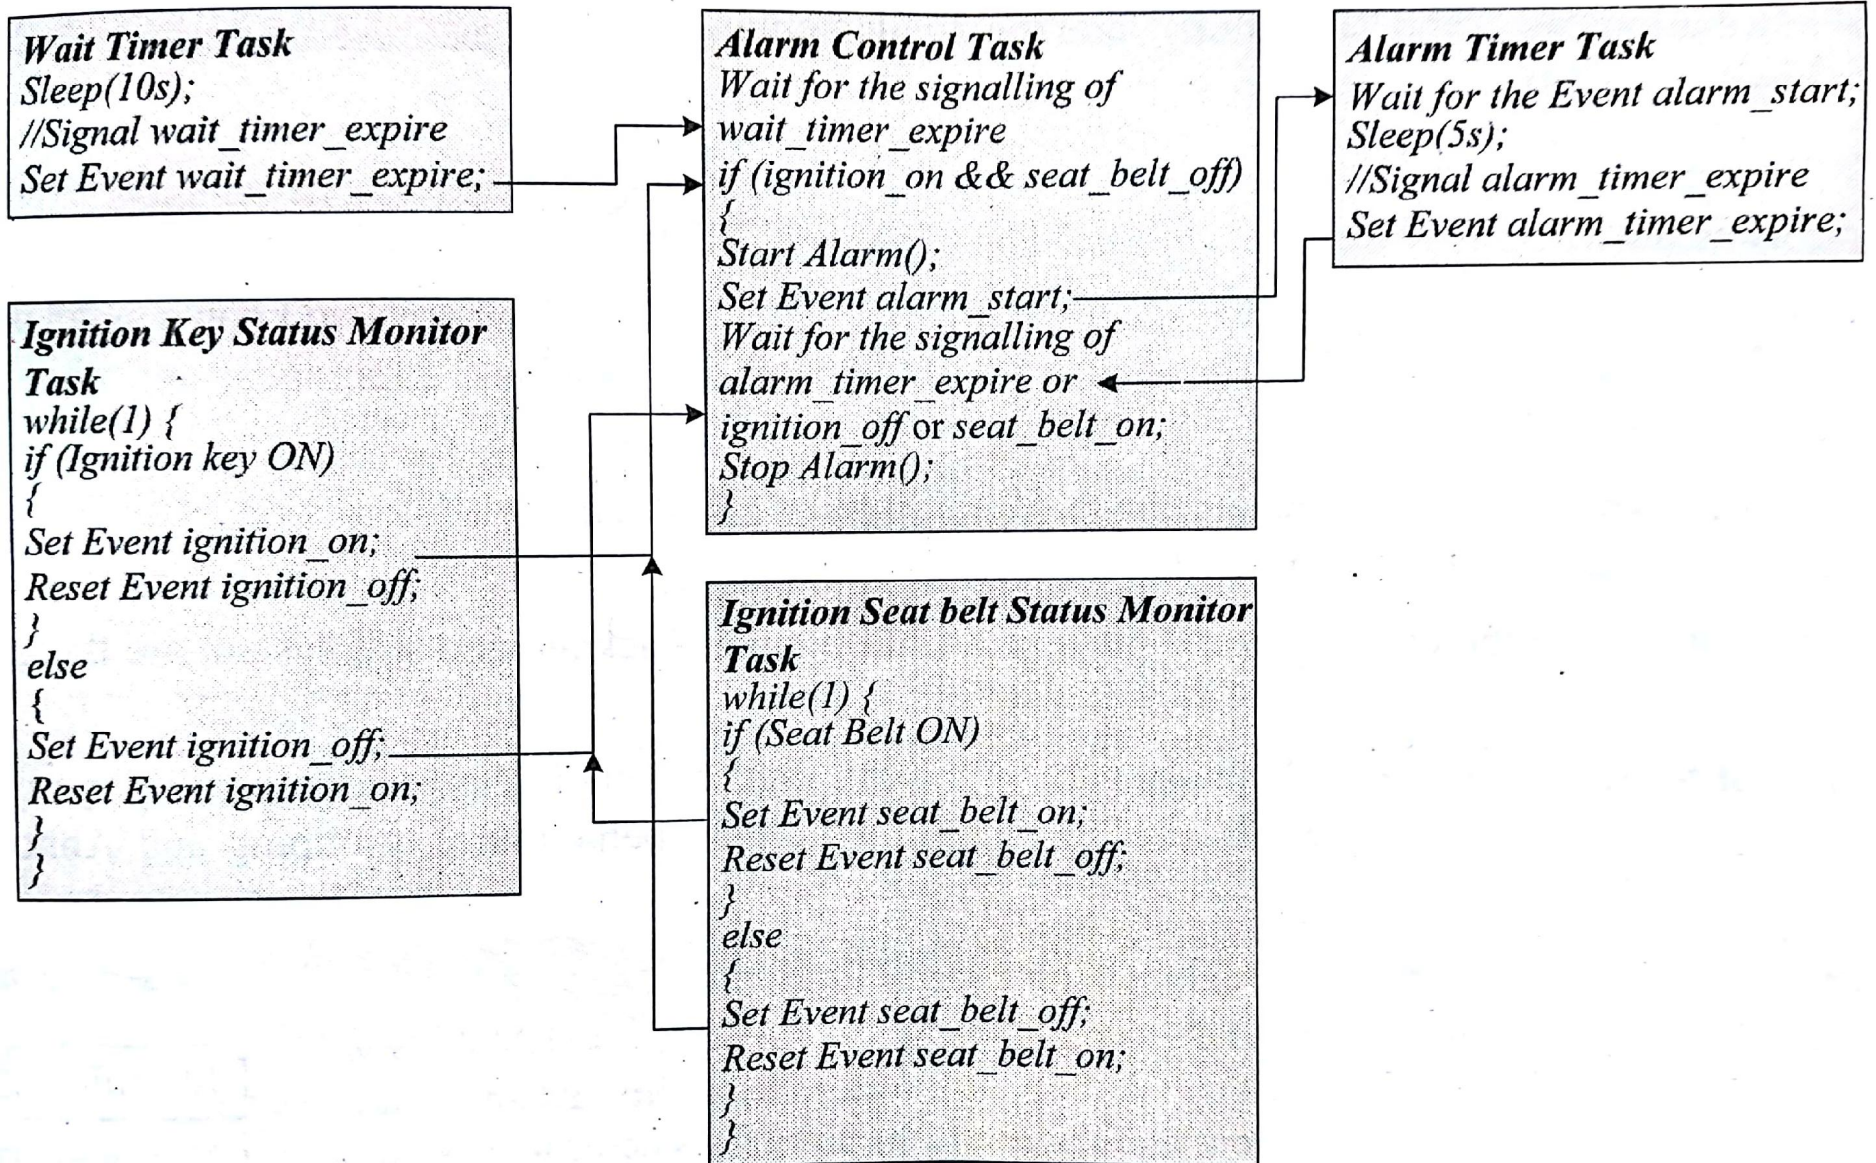 Wait Timer Task
Sleep(10s);
//Signal wait_timer_expire
Set Event wait_timer_expire;
Ignition Key Status Monitor
Task
while(1) {
if (Ignition key ON)
{
Set Event ignition_on;
Reset Event ignition_off;
}
else
{
Set Event ignition_off;
Reset Event ignition_on;
}
}
Alarm Control Task
Wait for the signalling of
wait_timer_expire
if (ignition_on && seat_belt_off)
{
Start Alarm();
Set Event alarm_start;
Wait for the signalling of
alarm_timer_expire or
ignition_off or seat_belt_on;
Stop Alarm();
}
Ignition Seat belt Status Monitor
Task
while(1) {
if (Seat Belt ON)
{
Set Event seat_belt_on;
Reset Event seat_belt_off;
}
else
{
Set Event seat_belt_off;
Reset Event seat_belt_on;
}
}
Alarm Timer Task
Wait for the Event alarm_start;
Sleep(5s);
//Signal alarm_timer_expire
Set Event alarm_timer_expire;